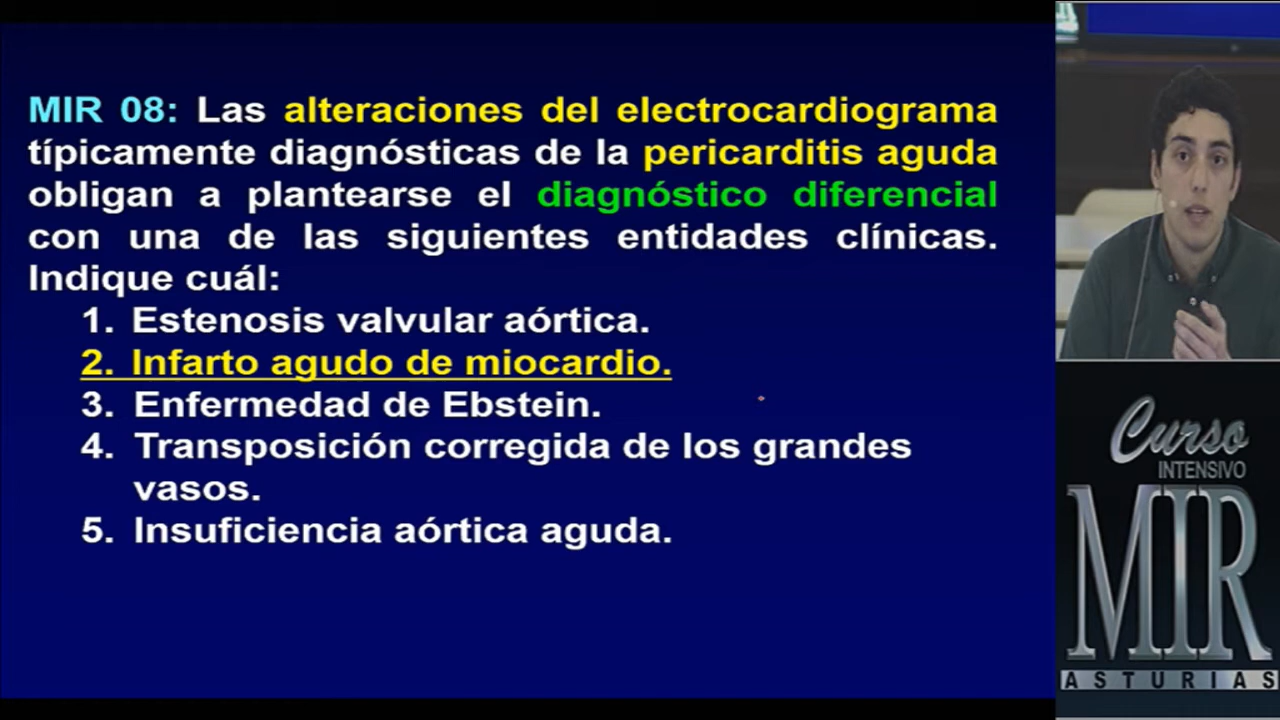 MIR 08: Las alteraciones del electrocardiograma
típicamente diagnósticas de la pericarditis aguda
obligan a plantearse el diagnóstico diferencial
con una de las siguientes entidades clínicas.
Indique cuál:
1. Estenosis valvular aórtica.
2. Infarto agudo de miocardio.
3. Enfermedad de Ebstein.
4. Transposición corregida de los grandes
vasos.
5. Insuficiencia aórtica aguda.
Curso
INTENSIVO
MIR
ASTURIAS